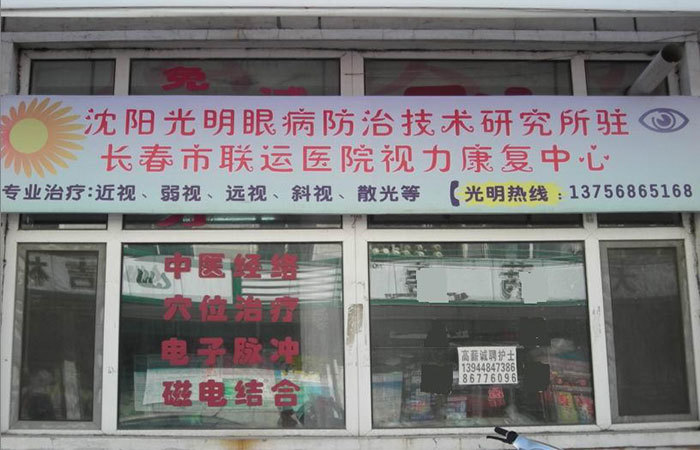 沈阳光明眼病防治技术研究所驻
长春市联运医院视力康复中心
专业治疗:近视、弱视、远视、斜视、散光等 光明热线:13756865168
中医经络
穴位治疗
电子脉冲
磁电结合
高薪诚聘护士
13944847386
86776096